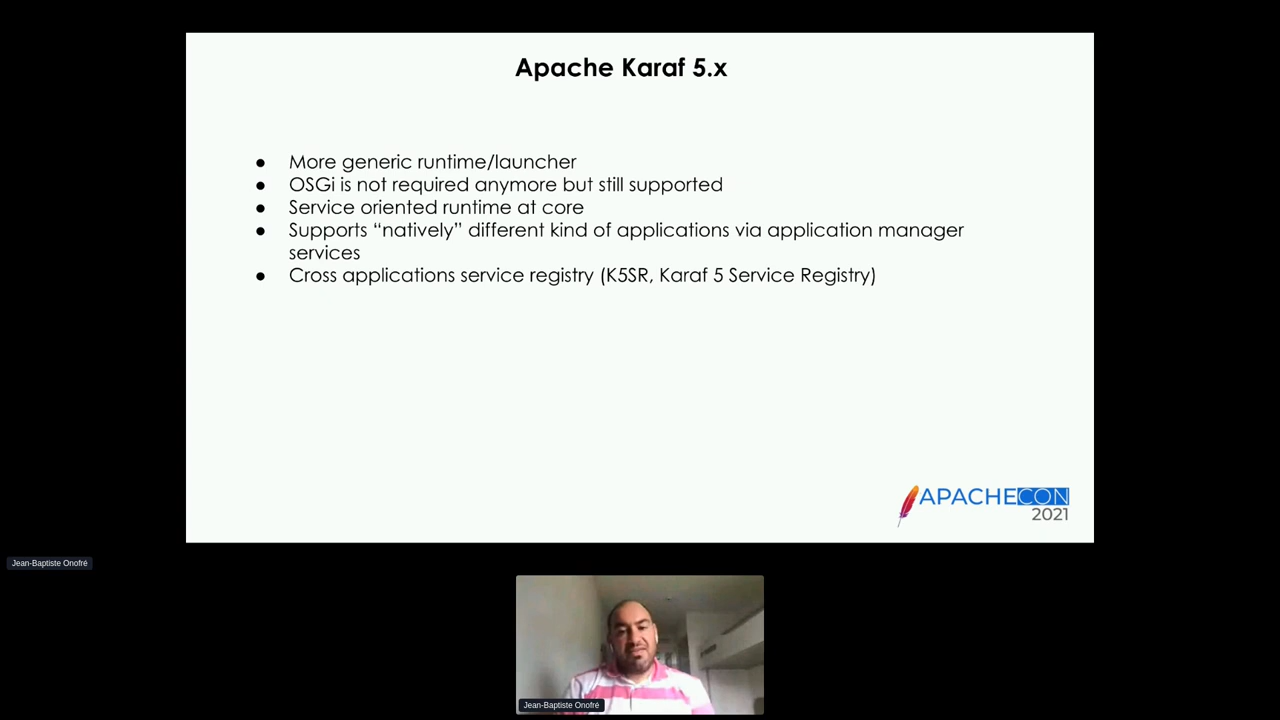 Apache Karaf 5.x
● More generic runtime/launcher
● OSGi is not required anymore but still supported
● Service oriented runtime at core
● Supports “natively” different kind of applications via application manager
services
● Cross applications service registry (K5SR, Karaf 5 Service Registry)
APACHECON
2021
Jean-Baptiste Onofré
Jean-Baptiste Onofré